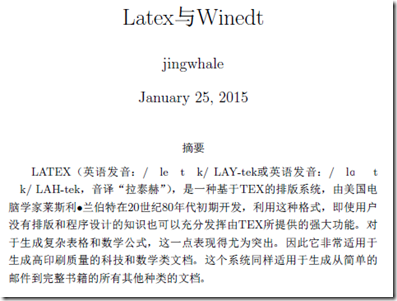 Latex与Winedt
jingwhale
January 25, 2015
摘要
LATEX（英语发音：/ le t k/ LAY-tek或英语发音：/ lɑ t
k/ LAH-tek，音译“拉泰赫”），是一种基于TEX的排版系统，由美国电
脑学家莱斯利•兰伯特在20世纪80年代初期开发，利用这种格式，即使用户
没有排版和程序设计的知识也可以充分发挥由TEX所提供的强大功能。对
于生成复杂表格和数学公式，这一点表现得尤为突出。因此它非常适用于
生成高印刷质量的科技和数学类文档。这个系统同样适用于生成从简单的
邮件到完整书籍的所有其他种类的文档。